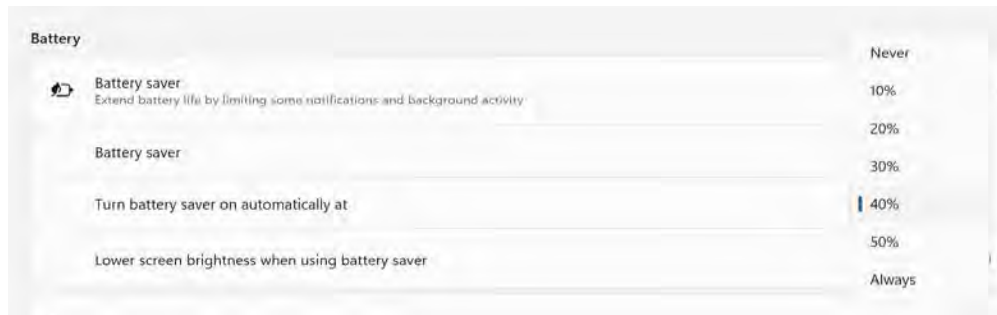 Battery
Battery saver
Extend battery life by limiting some notifications and background activity
Battery saver
Turn battery saver on automatically at
Lower screen brightness when using battery saver
Never
10%
20%
30%
40%
50%
Always